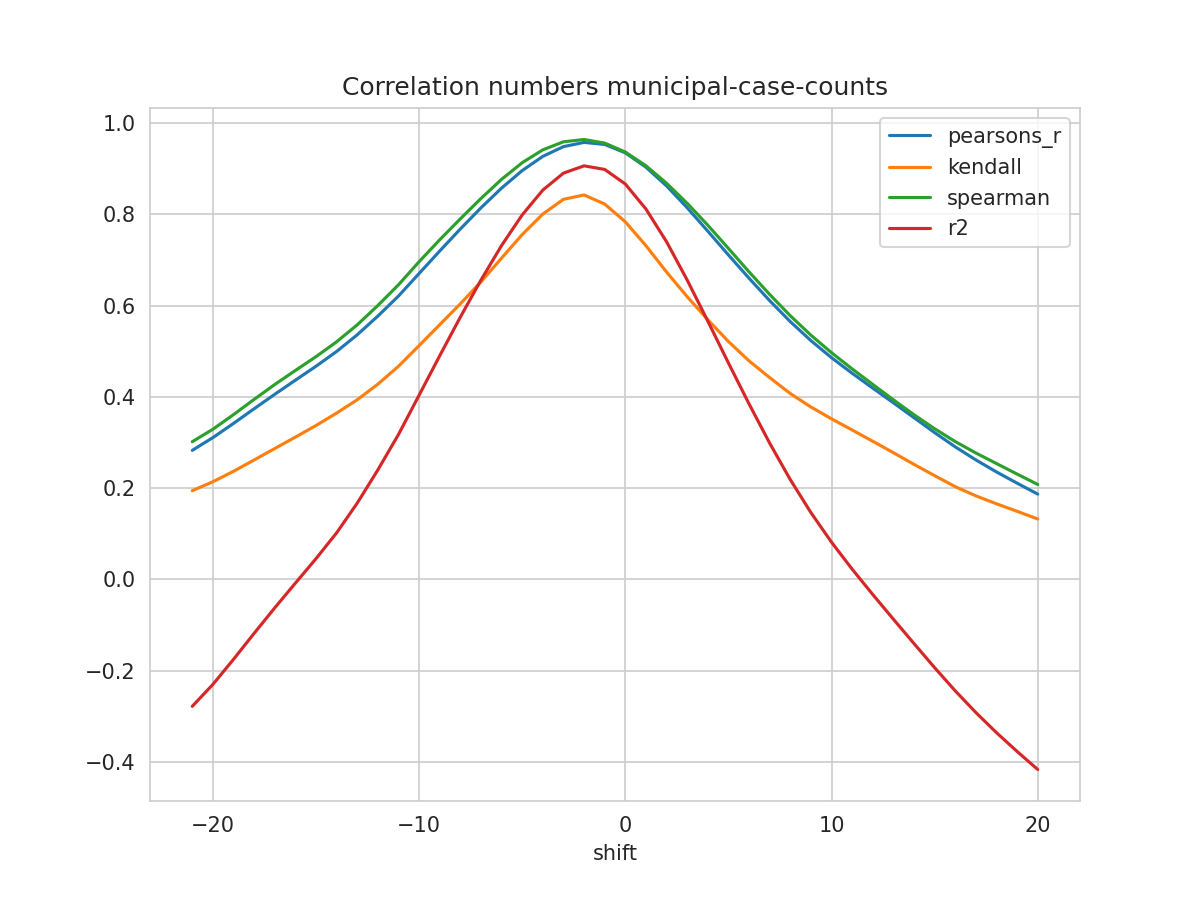 Correlation numbers municipal-case-counts
1.0
0.8
0.6
0.4
0.2
0.0
−0.2
−0.4
pearsons_r
kendall
spearman
r2
−20
−10
0
10
20
shift